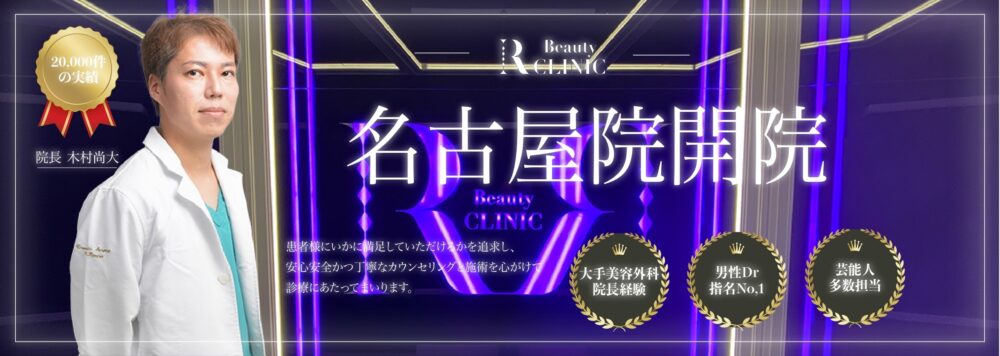 20,000件
の実績
院長 木村尚大
R Beauty
CLINIC
名古屋院開院
Beauty
CLINIC
患者様にいかに満足していただけるかを追求し、
安心安全かつ丁寧なカウンセリングと施術を心がけて
診療にあたってまいります。
大手美容外科
院長経験
男性Dr
指名No,1
芸能人
多数担当